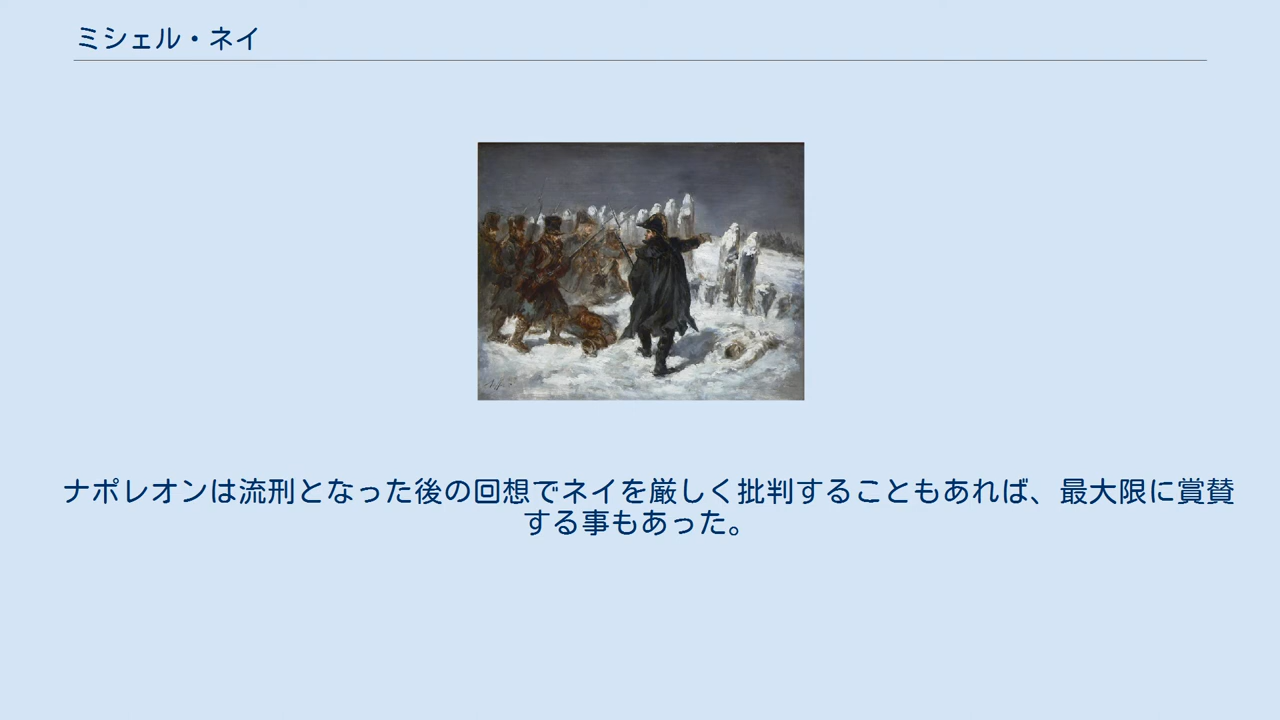 ミシェル・ネイ
ナポレオンは流刑となった後の回想でネイを厳しく批判することもあれば、最大限に賞賛
する事もあった。